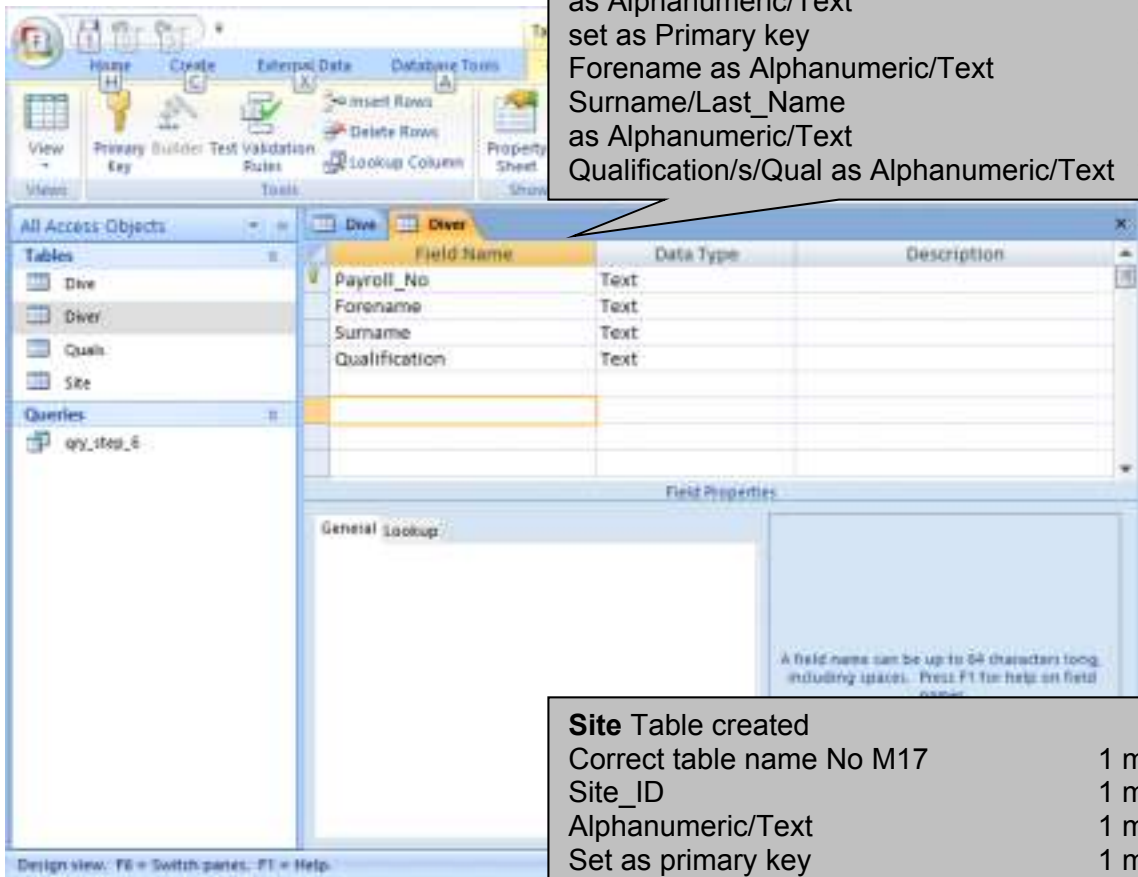 as Alphanumeric/Text
set as Primary key
Forename as Alphanumeric/Text
Surname/Last_Name
as Alphanumeric/Text
Qualification/s/Qual as Alphanumeric/Text
Home Create External Data Database Tools
H C X A
View
Primary Key
Builder
Test Validation Rules
Insert Rows
Delete Rows
Lookup Column
Property Sheet
Views Tools
All Access Objects
Tables
Dive
Diver
Quals
Site
Queries
qry_step_6
Dive Diver
Field Name Data Type Description
Payroll_No Text
Forename Text
Surname Text
Qualification Text
Field Properties
General Lookup
A field name can be up to 64 characters long,
including spaces. Press F1 for help on field
names.
Site Table created
Correct table name No M17 1 m
Site_ID 1 m
Alphanumeric/Text 1 m
Set as primary key 1 m
Design view. F6 = Switch panes. F1 = Help.